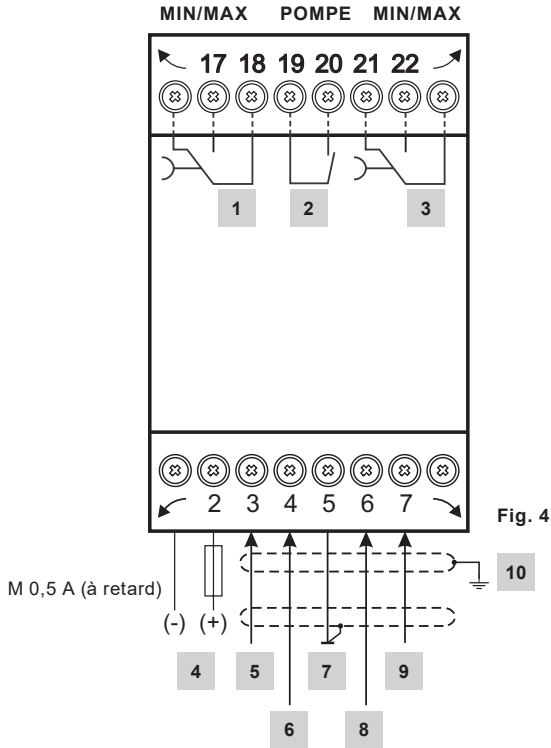 MIN/MAX POMPE MIN/MAX
17 18 19 20 21 22
1 2 3
2 3 4 5 6 7
Fig. 4
10
M 0,5 A (à retard)
(-) (+)
4 5 7 9
6 8